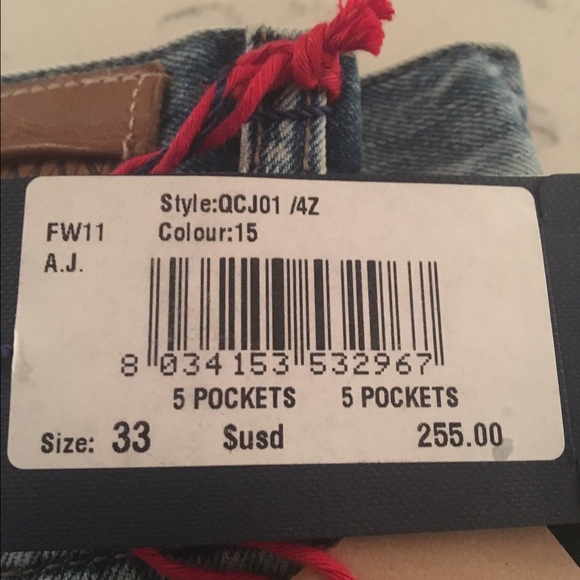 Style:QCJ01 /4Z
FW11 Colour:15
A.J.
8 034153 532967
5 POCKETS 5 POCKETS
Size: 33 $usd 255.00